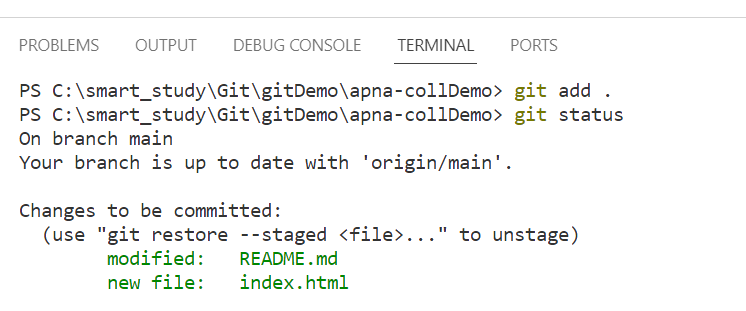 PROBLEMS OUTPUT DEBUG CONSOLE TERMINAL PORTS
PS C:\smart_study\Git\gitDemo\apna-collDemo> git add .
PS C:\smart_study\Git\gitDemo\apna-collDemo> git status
On branch main
Your branch is up to date with 'origin/main'.

Changes to be committed:
  (use "git restore --staged <file>..." to unstage)
        modified:   README.md
        new file:   index.html